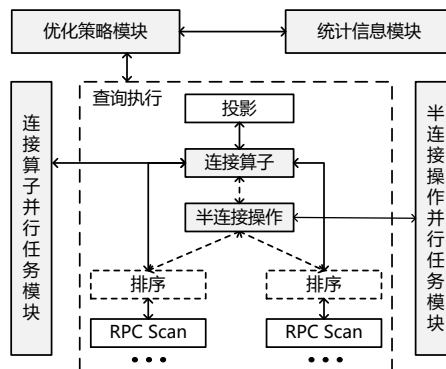 优化策略模块
统计信息模块
查询执行
投影
连接算子并行任务模块
连接算子
半连接操作并行任务模块
半连接操作
排序
排序
RPC Scan
RPC Scan
• • •
• • •